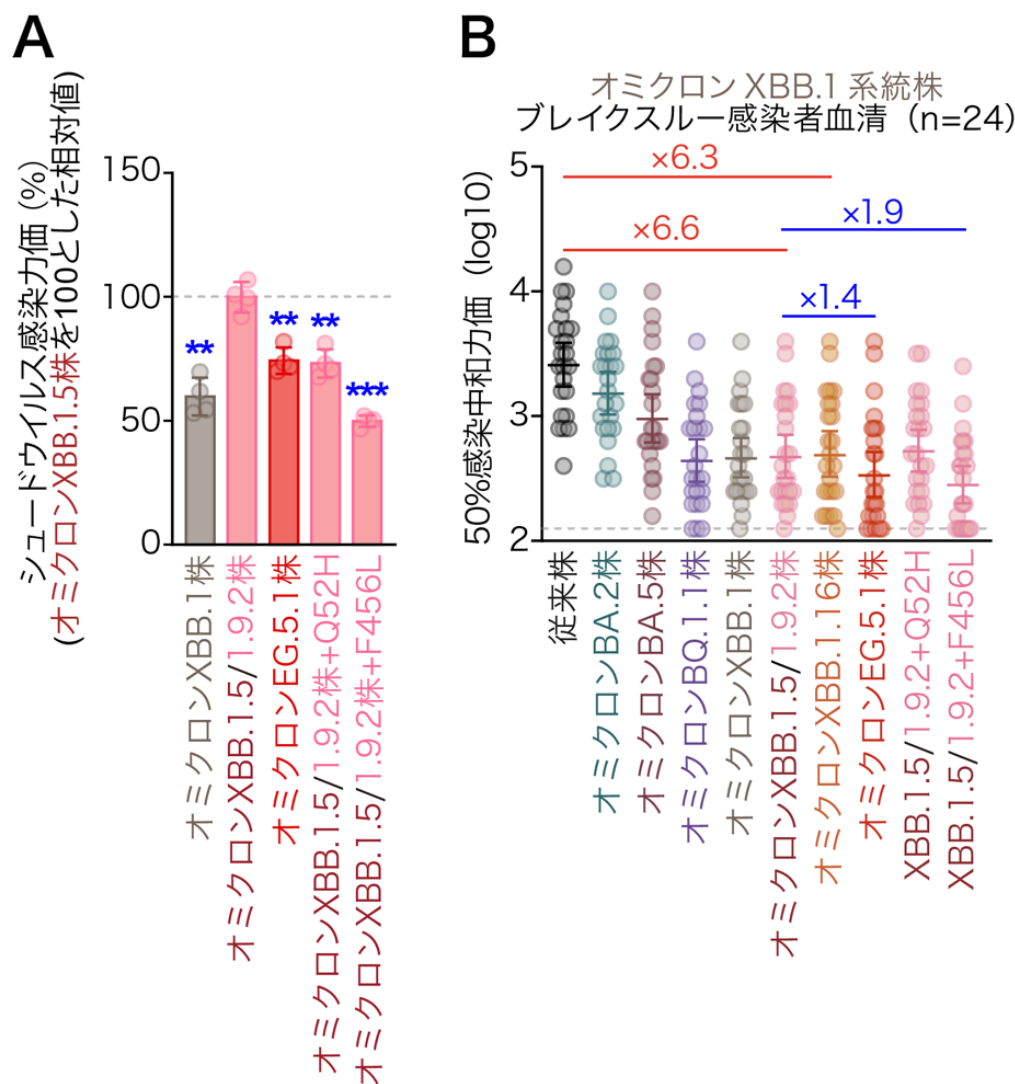 A
シュードウイルス感染力価（%）
(オミクロンXBB.1.5株を100とした相対値)
150
100
50
0
**
**
**
***
オミクロンXBB.1株
オミクロンXBB.1.5/1.9.2株
オミクロンEG.5.1株
オミクロンXBB.1.5/1.9.2株+Q52H
オミクロンXBB.1.5/1.9.2株+F456L
B
オミクロン XBB.1 系統株
ブレイクスルー感染者血清（n=24）
50%感染中和力価（log10）
5
4
3
2
×6.3
×6.6
×1.9
×1.4
従来株
オミクロンBA.2株
オミクロンBA.5株
オミクロンBQ.1.1株
オミクロンXBB.1株
オミクロンXBB.1.5/1.9.2株
オミクロンXBB.1.16株
オミクロンEG.5.1株
XBB.1.5/1.9.2+Q52H
XBB.1.5/1.9.2+F456L